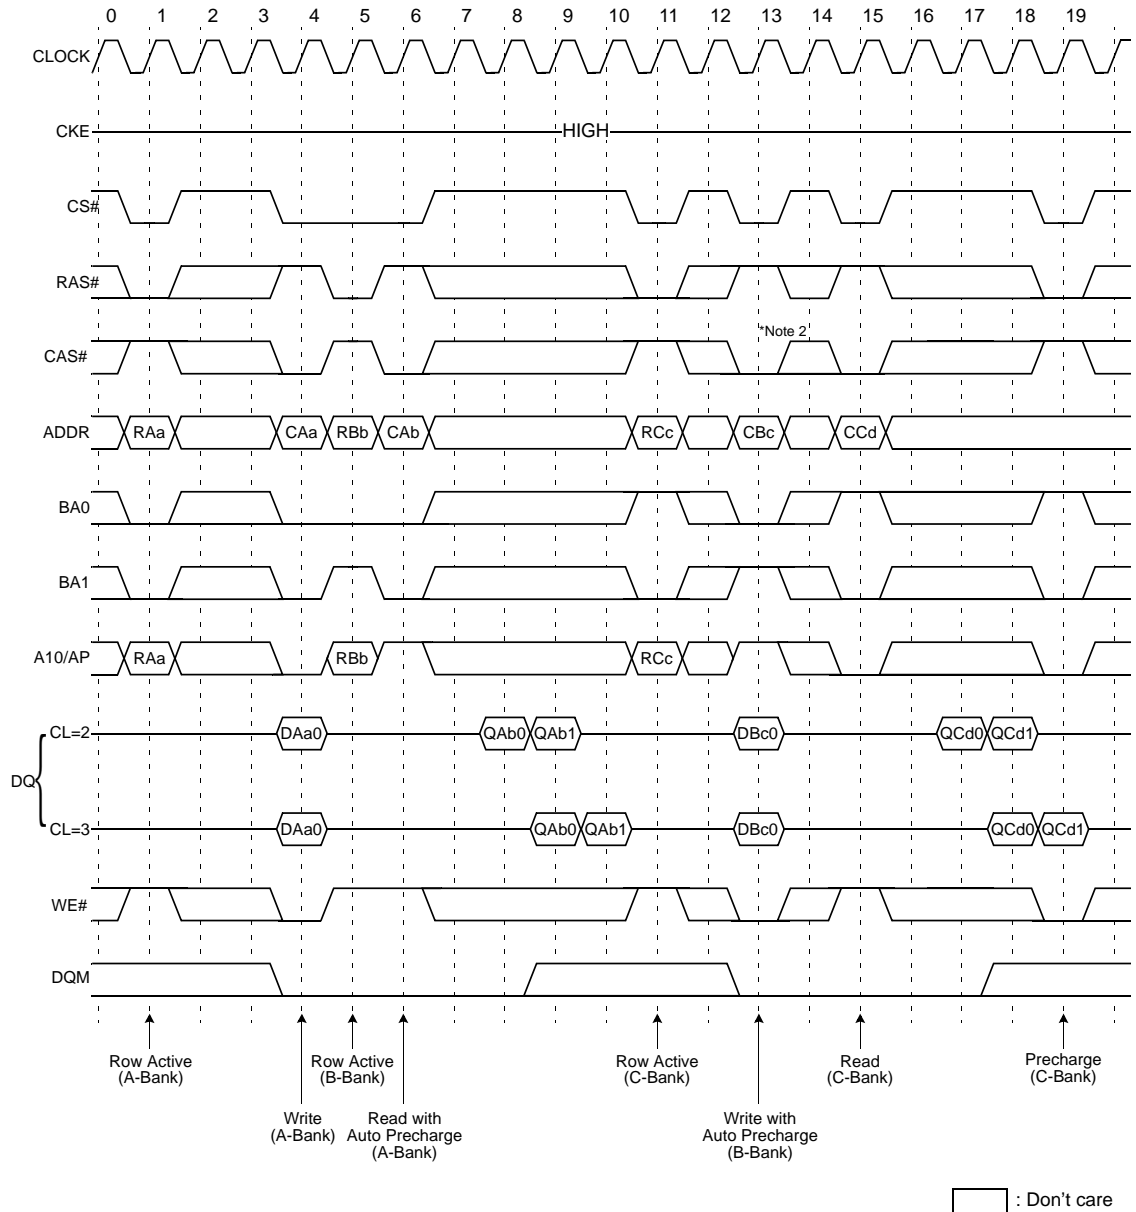 0 1 2 3 4 5 6 7 8 9 10 11 12 13 14 15 16 17 18 19
CLOCK
CKE HIGH
CS#
RAS#
*Note 2
CAS#
ADDR RAa CAa RBb CAb RCc CBc CCd
BA0
BA1
A10/AP RAa RBb RCc
CL=2 DAa0 QAb0 QAb1 DBc0 QCd0 QCd1
DQ
CL=3 DAa0 QAb0 QAb1 DBc0 QCd0 QCd1
WE#
DQM
Row Active
(A-Bank)
Row Active
(B-Bank)
Row Active
(C-Bank)
Read
(C-Bank)
Precharge
(C-Bank)
Write
(A-Bank)
Read with
Auto Precharge
(A-Bank)
Write with
Auto Precharge
(B-Bank)
: Don't care